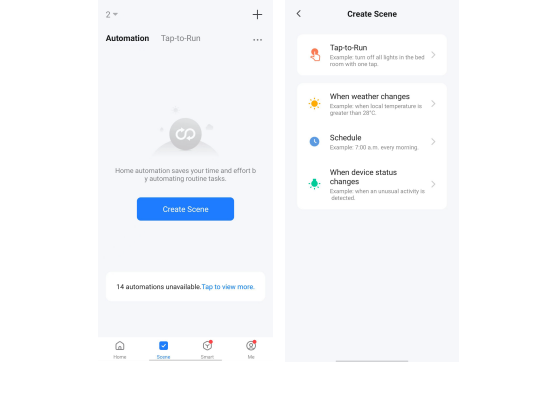 2
Automation Tap-to-Run
Home automation saves your time and effort b
y automating routine tasks.
Create Scene
14 automations unavailable.Tap to view more.
Home Scene Smart Me
Create Scene
Tap-to-Run
Example: turn off all lights in the bed
room with one tap.
When weather changes
Example: when local temperature is
greater than 28°C.
Schedule
Example: 7:00 a.m. every morning.
When device status
changes
Example: when an unusual activity is
detected.